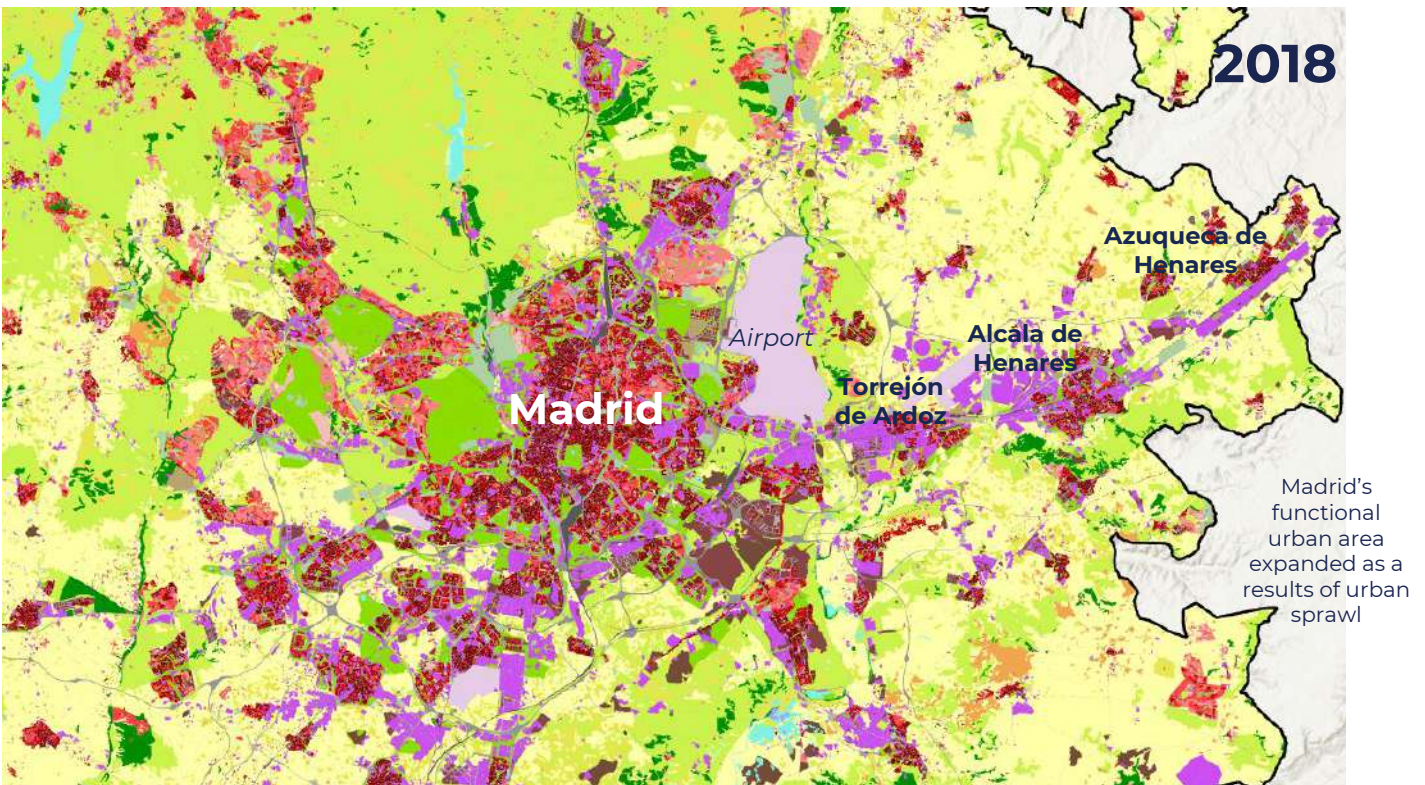 2018
Azuqueca de
Henares
Airport
Alcalá de
Henares
Torrejón
de Ardoz
Madrid
Madrid’s
functional
urban area
expanded as a
results of urban
sprawl